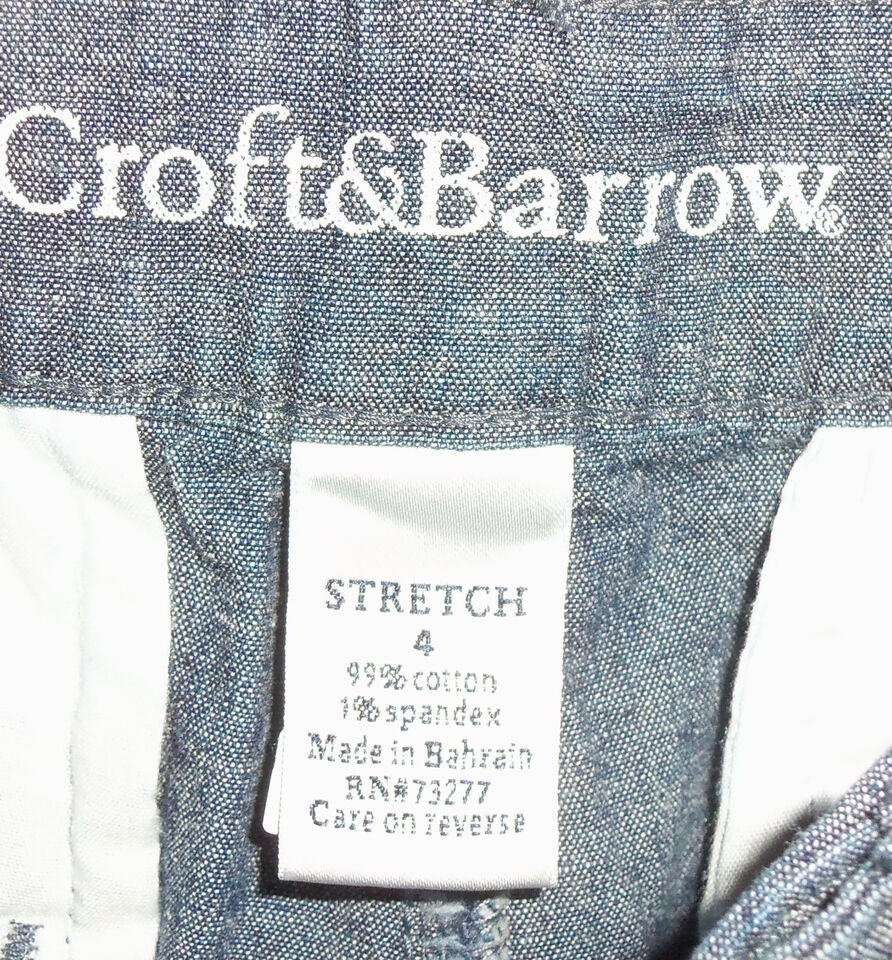 Croft&Barrow®
STRETCH
4
99% cotton
1% spandex
Made in Bahrain
RN#73277
Care on reverse